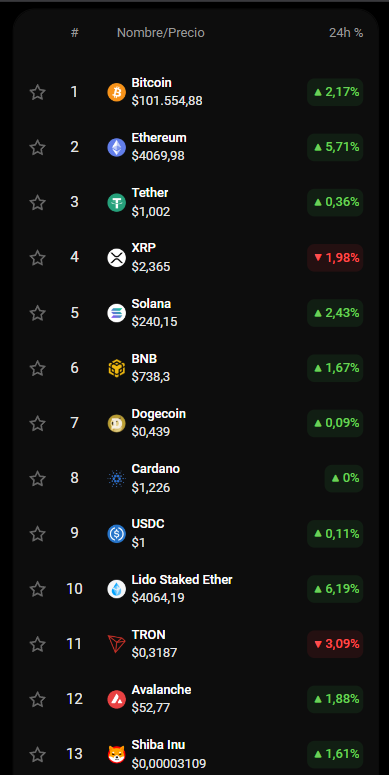 # Nombre/Precio 24h %
1 Bitcoin
$101.554,88 ▲ 2,17%
2 Ethereum
$4069,98 ▲ 5,71%
3 Tether
$1,002 ▲ 0,36%
4 XRP
$2,365 ▼ 1,98%
5 Solana
$240,15 ▲ 2,43%
6 BNB
$738,3 ▲ 1,67%
7 Dogecoin
$0,439 ▲ 0,09%
8 Cardano
$1,226 ▲ 0%
9 USDC
$1 ▲ 0,11%
10 Lido Staked Ether
$4064,19 ▲ 6,19%
11 TRON
$0,3187 ▼ 3,09%
12 Avalanche
$52,77 ▲ 1,88%
13 Shiba Inu
$0,00003109 ▲ 1,61%